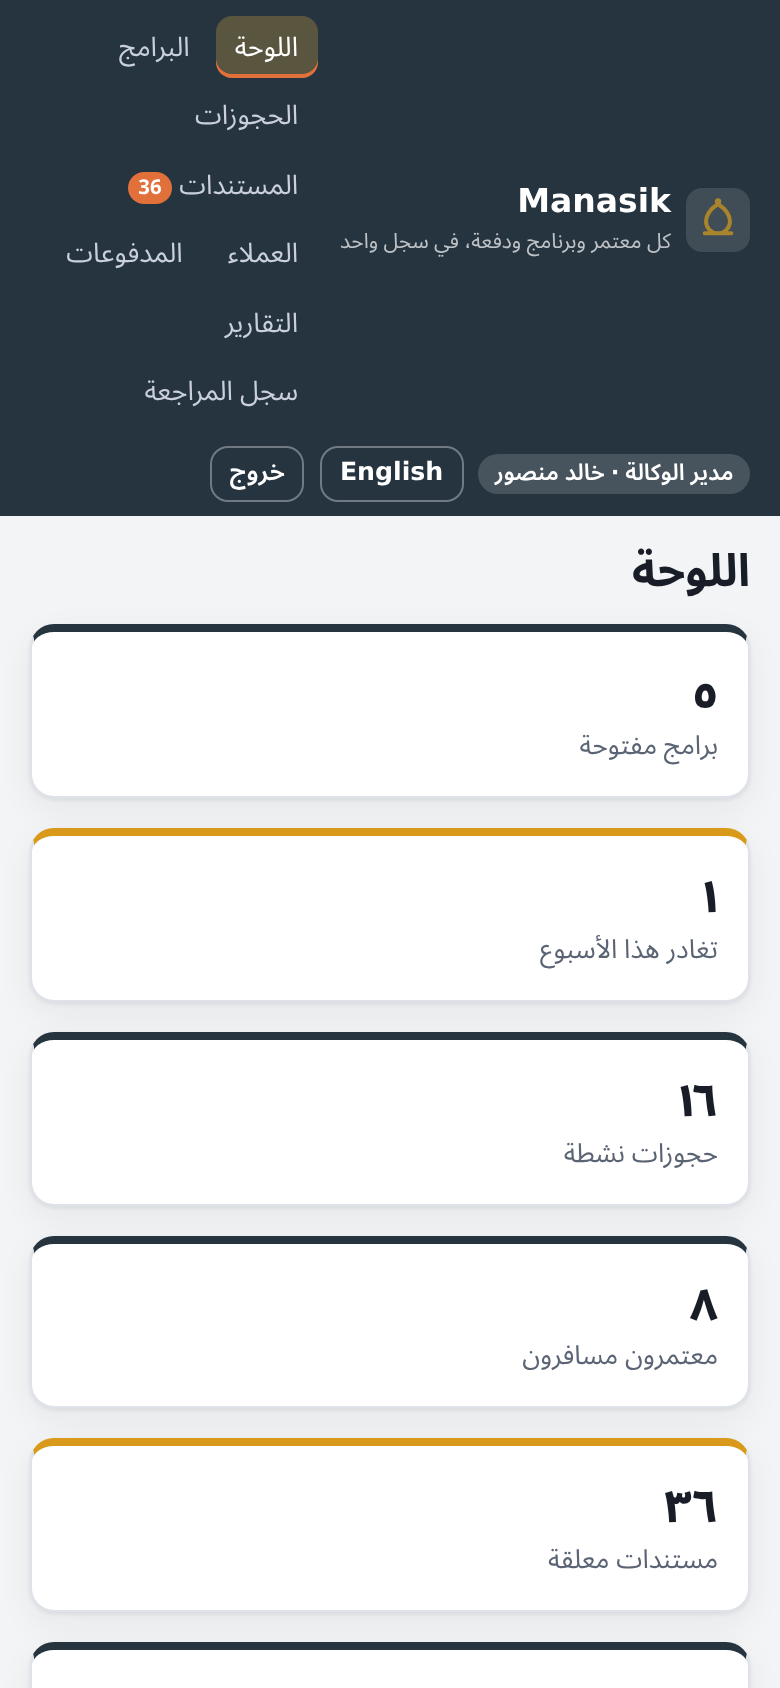 Manasik
كل معتمر وبرنامج ودفعة، في سجل واحد
اللوحة
البرامج
الحجوزات
المستندات 36
العملاء
المدفوعات
التقارير
سجل المراجعة
مدير الوكالة · خالد منصور
English
خروج
اللوحة
٥
برامج مفتوحة
١
تغادر هذا الأسبوع
١٦
حجوزات نشطة
٨
معتمرون مسافرون
٣٦
مستندات معلقة